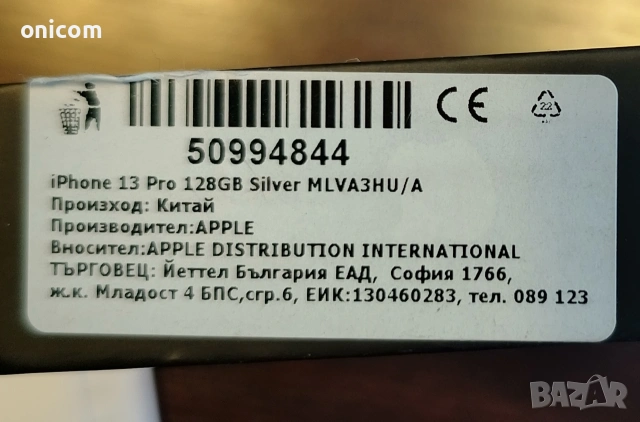 onicom
CE
22
50994844
iPhone 13 Pro 128GB Silver MLVA3HU/A
Произход: Китай
Производител:APPLE
Вносител:APPLE DISTRIBUTION INTERNATIONAL
ТЪРГОВЕЦ: Йеттел България ЕАД, София 1766,
ж.к. Младост 4 БПС,сгр.6, ЕИК:130460283, тел. 089 123
BAZAR